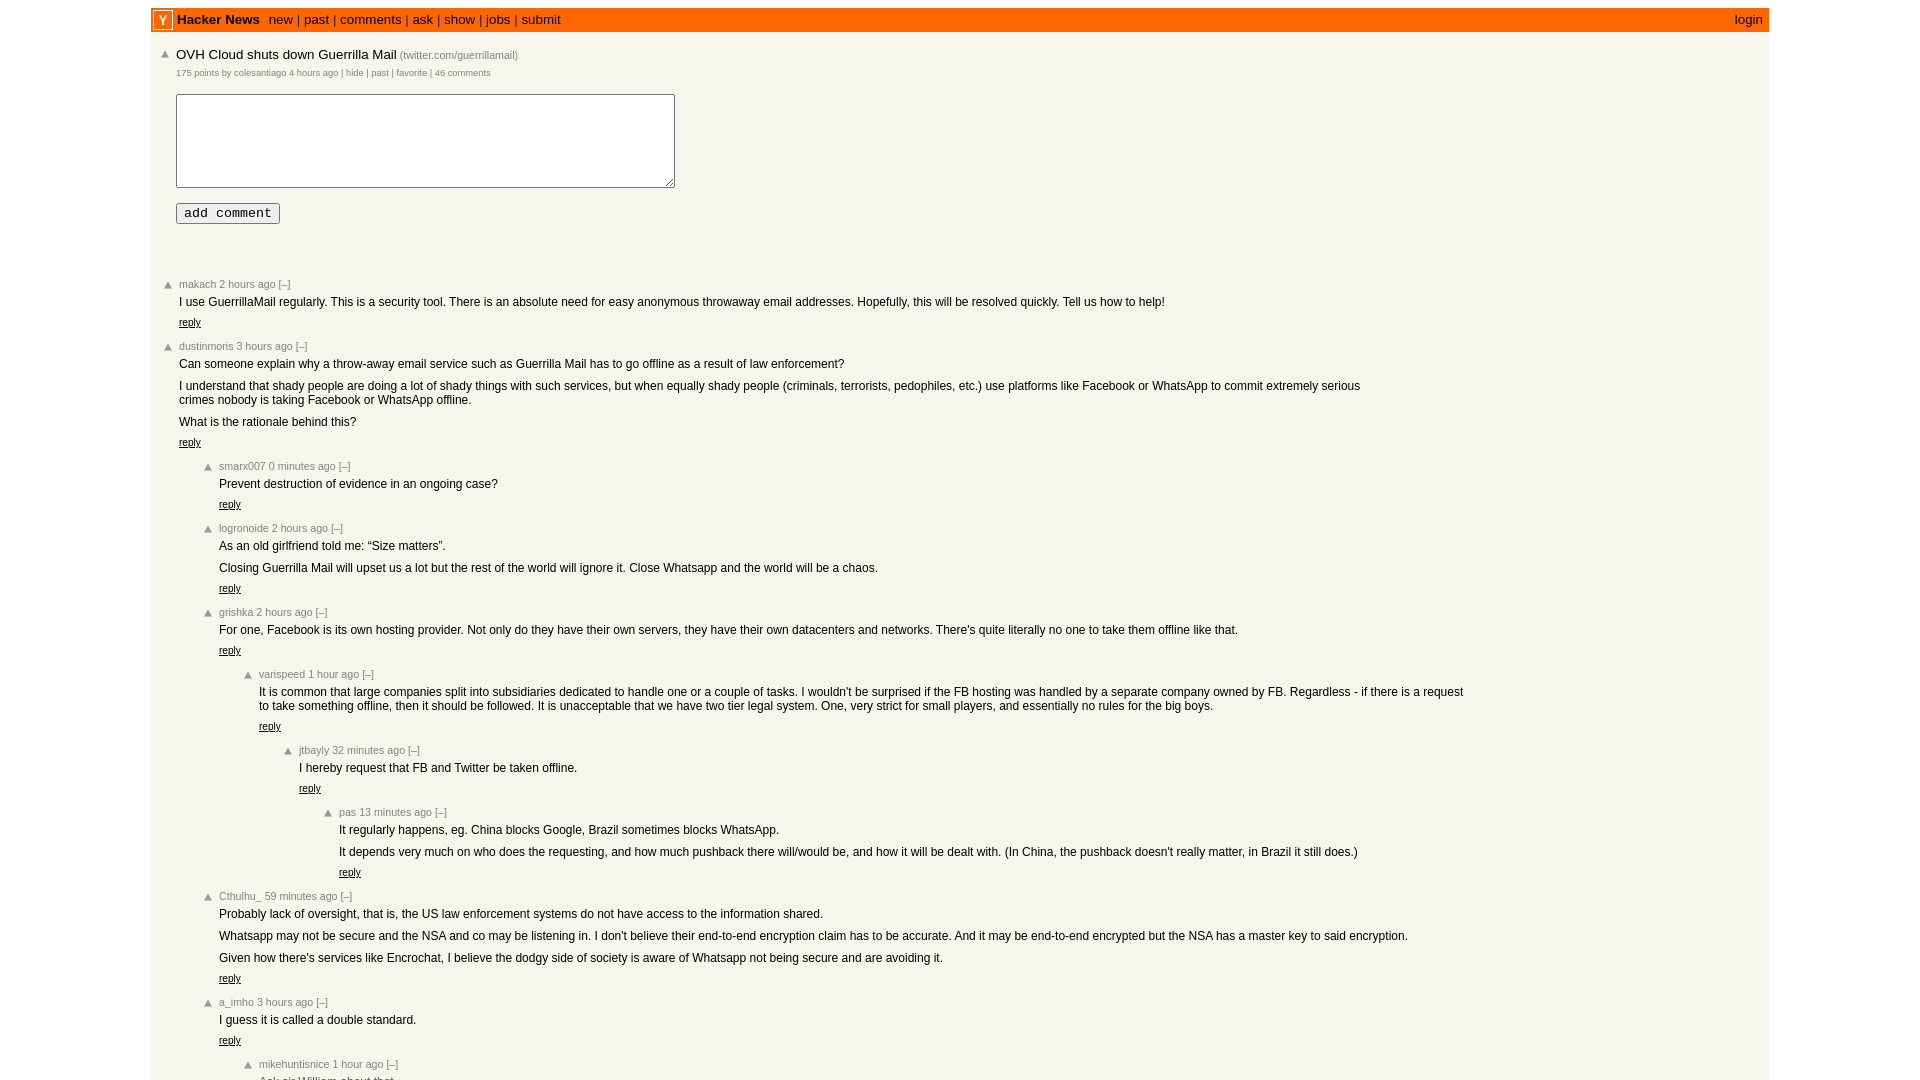 Y Hacker News new | past | comments | ask | show | jobs | submit login
OVH Cloud shuts down Guerrilla Mail (twitter.com/guerrillamail)
175 points by colesantiago 4 hours ago | hide | past | favorite | 46 comments
add comment
makach 2 hours ago [–]
I use GuerrillaMail regularly. This is a security tool. There is an absolute need for easy anonymous throwaway email addresses. Hopefully, this will be resolved quickly. Tell us how to help!
reply
dustinmoris 3 hours ago [–]
Can someone explain why a throw-away email service such as Guerrilla Mail has to go offline as a result of law enforcement?
I understand that shady people are doing a lot of shady things with such services, but when equally shady people (criminals, terrorists, pedophiles, etc.) use platforms like Facebook or WhatsApp to commit extremely serious
crimes nobody is taking Facebook or WhatsApp offline.
What is the rationale behind this?
reply
smarx007 0 minutes ago [–]
Prevent destruction of evidence in an ongoing case?
reply
logronoide 2 hours ago [–]
As an old girlfriend told me: “Size matters”.
Closing Guerrilla Mail will upset us a lot but the rest of the world will ignore it. Close Whatsapp and the world will be a chaos.
reply
grishka 2 hours ago [–]
For one, Facebook is its own hosting provider. Not only do they have their own servers, they have their own datacenters and networks. There's quite literally no one to take them offline like that.
reply
varispeed 1 hour ago [–]
It is common that large companies split into subsidiaries dedicated to handle one or a couple of tasks. I wouldn't be surprised if the FB hosting was handled by a separate company owned by FB. Regardless - if there is a request
to take something offline, then it should be followed. It is unacceptable that we have two tier legal system. One, very strict for small players, and essentially no rules for the big boys.
reply
jtbayly 32 minutes ago [–]
I hereby request that FB and Twitter be taken offline.
reply
pas 13 minutes ago [–]
It regularly happens, eg. China blocks Google, Brazil sometimes blocks WhatsApp.
It depends very much on who does the requesting, and how much pushback there will/would be, and how it will be dealt with. (In China, the pushback doesn't really matter, in Brazil it still does.)
reply
Cthulhu_ 59 minutes ago [–]
Probably lack of oversight, that is, the US law enforcement systems do not have access to the information shared.
Whatsapp may not be secure and the NSA and co may be listening in. I don't believe their end-to-end encryption claim has to be accurate. And it may be end-to-end encrypted but the NSA has a master key to said encryption.
Given how there's services like Encrochat, I believe the dodgy side of society is aware of Whatsapp not being secure and are avoiding it.
reply
a_imho 3 hours ago [–]
I guess it is called a double standard.
reply
mikehuntisnice 1 hour ago [–]
Ask sir William about that